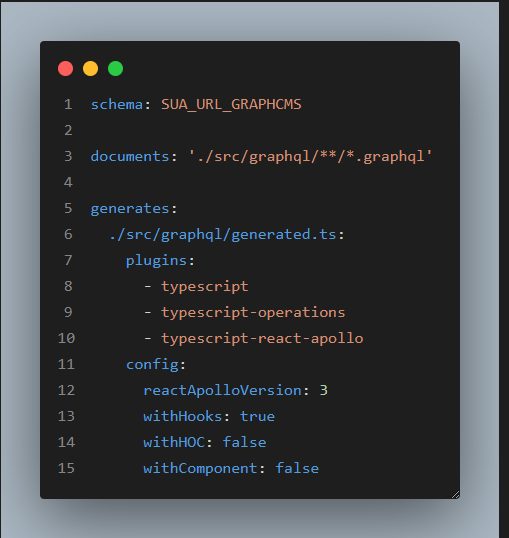 1 schema: SUA_URL_GRAPHCMS
2
3 documents: './src/graphql/**/*.graphql'
4
5 generates:
6   ./src/graphql/generated.ts:
7     plugins:
8       - typescript
9       - typescript-operations
10       - typescript-react-apollo
11     config:
12       reactApolloVersion: 3
13       withHooks: true
14       withHOC: false
15       withComponent: false